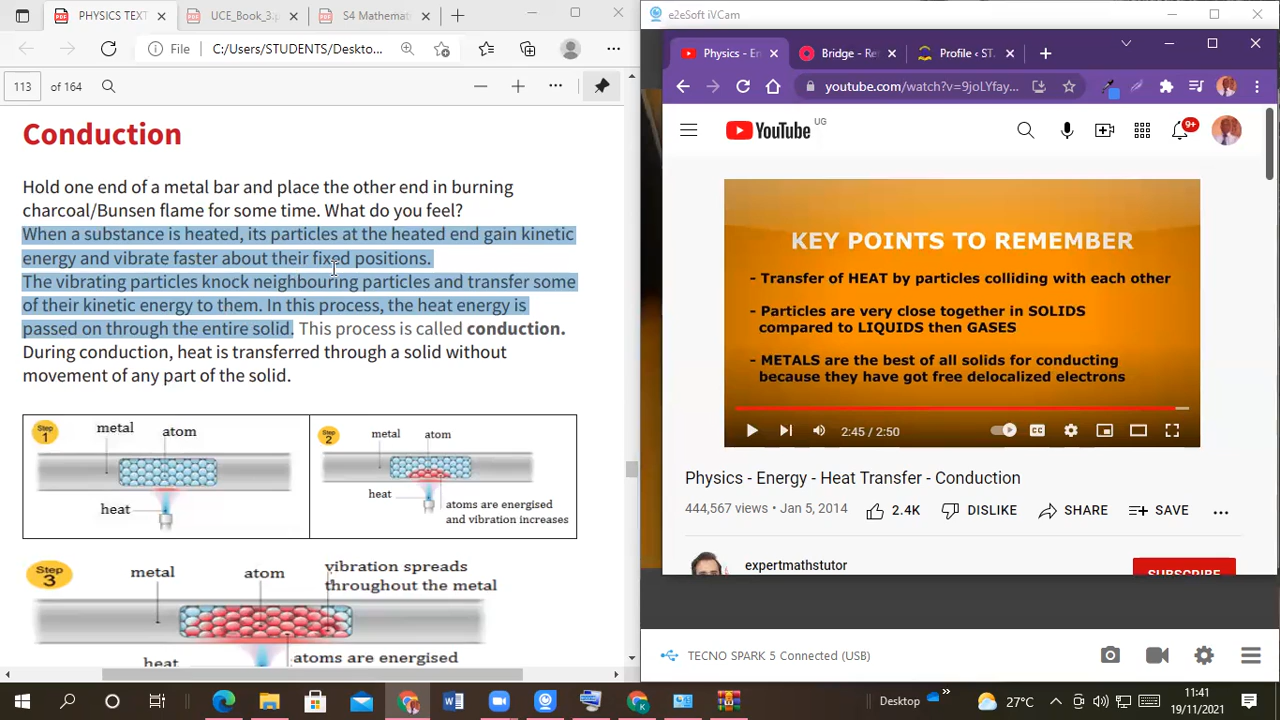 PHYSICS TEXT
UCE_Book_3.p
S4 Mathema
File
C:/Users/STUDENTS/Deskto...
113
of 164
Conduction
Hold one end of a metal bar and place the other end in burning
charcoal/Bunsen flame for some time. What do you feel?
When a substance is heated, its particles at the heated end gain kinetic
energy and vibrate faster about their fixed positions.
The vibrating particles knock neighbouring particles and transfer some
of their kinetic energy to them. In this process, the heat energy is
passed on through the entire solid. This process is called conduction.
During conduction, heat is transferred through a solid without
movement of any part of the solid.
Step
1
metal
atom
heat
Step
2
metal
atom
heat
atoms are energised
and vibration increases
Step
3
metal
atom
vibration spreads
throughout the metal
heat
atoms are energised
e2eSoft iVCam
Physics - En
Bridge - Re
Profile ‹ ST.
youtube.com/watch?v=9joLYfay...
YouTube
UG
9+
KEY POINTS TO REMEMBER
- Transfer of HEAT by particles colliding with each other
- Particles are very close together in SOLIDS
compared to LIQUIDS then GASES
- METALS are the best of all solids for conducting
because they have got free delocalized electrons
2:45 / 2:50
CC
Physics - Energy - Heat Transfer - Conduction
444,567 views • Jan 5, 2014
2.4K
DISLIKE
SHARE
SAVE
expertmathstutor
SUBSCRIBE
TECNO SPARK 5 Connected (USB)
Desktop
27°C
11:41
19/11/2021